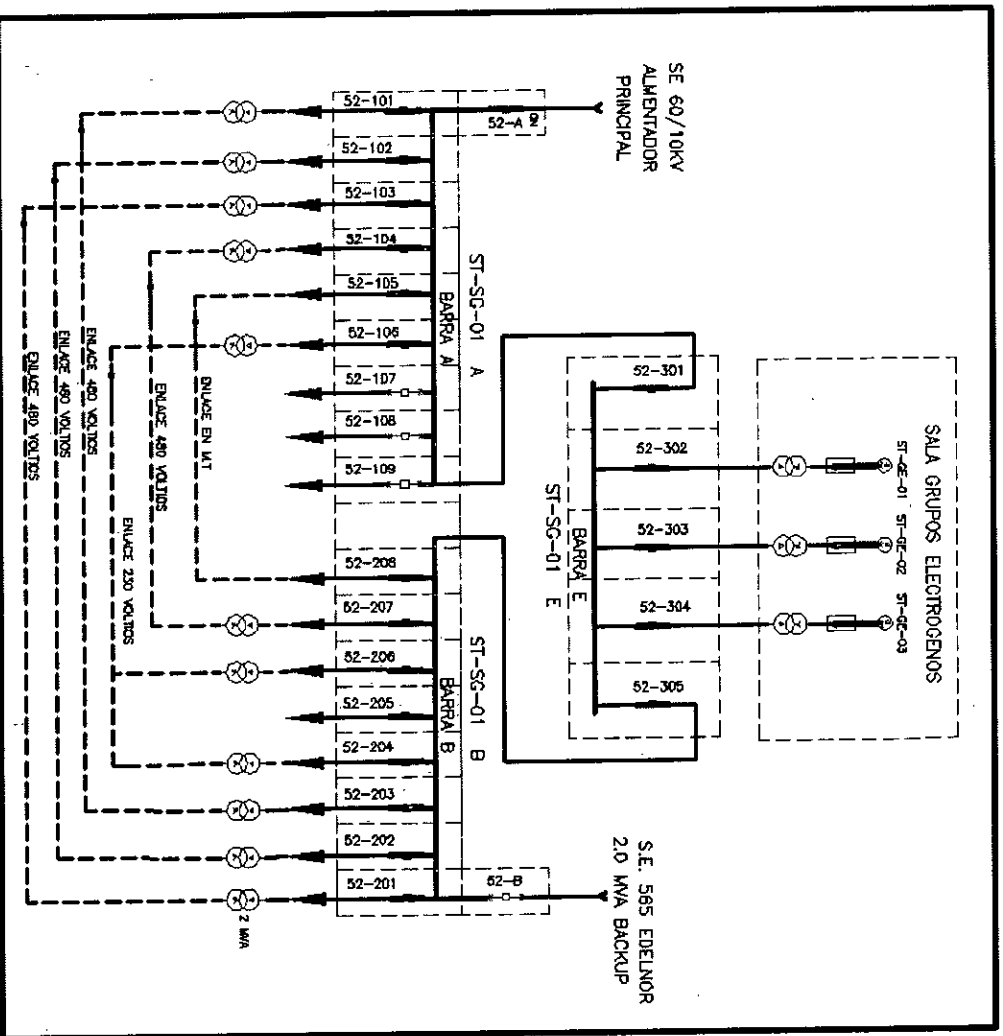 SE 60/10KV
ALIMENTADOR
PRINCIPAL
SALA GRUPOS ELECTROGENOS
ST-GE-01
ST-GE-02
ST-GE-03
52-301
52-302
52-303
52-304
52-305
BARRA E
ST-SG-01 E
S.E. 565 EDELNOR
2.0 MVA BACKUP
52-A
52-B
ST-SG-01 A
BARRA A
ST-SG-01 B
BARRA B
52-101
52-102
52-103
52-104
52-105
52-106
52-107
52-108
52-109
52-208
52-207
52-206
52-205
52-204
52-203
52-202
52-201
2 MVA
ENLACE EN M.T
ENLACE 230 VOLTIOS
ENLACE 480 VOLTIOS
ENLACE 480 VOLTIOS
ENLACE 480 VOLTIOS
ENLACE 480 VOLTIOS